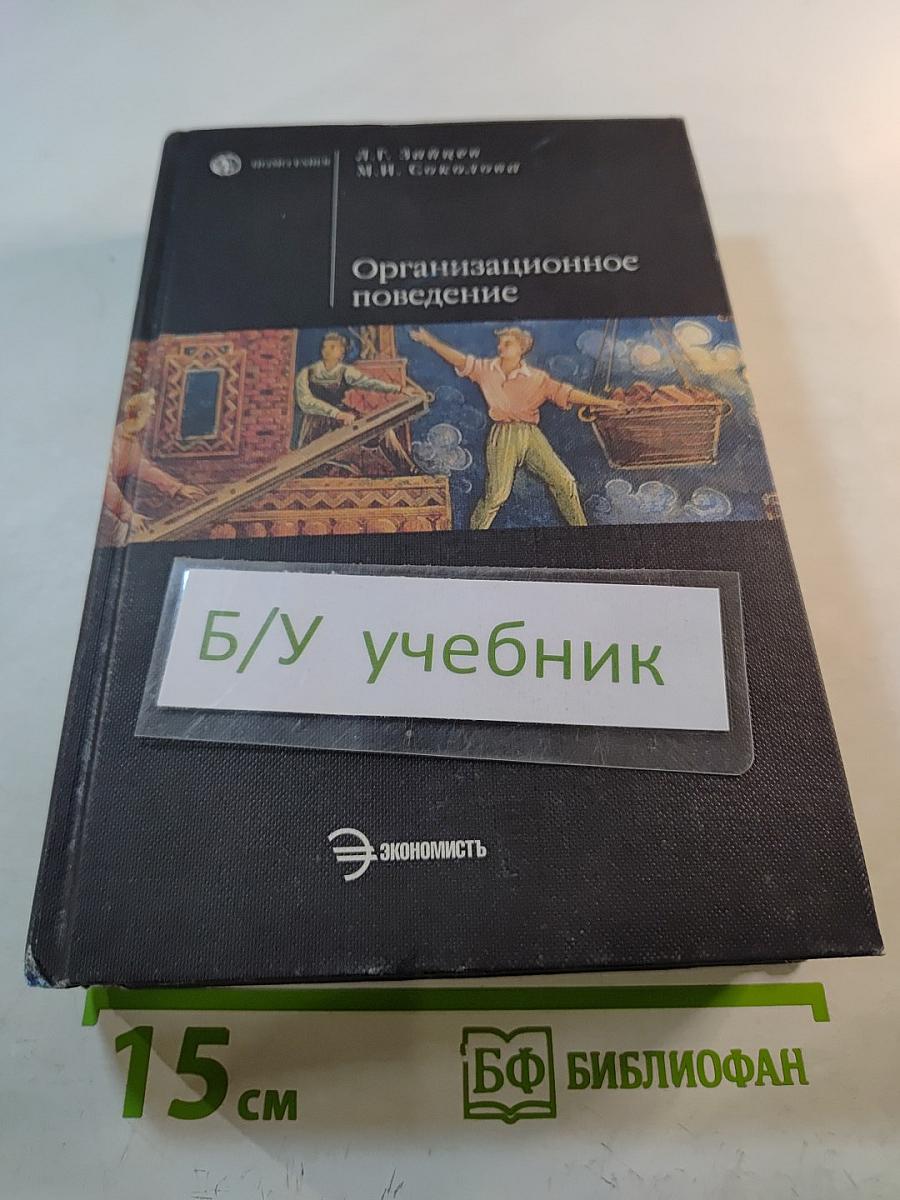 Л.Г. Зайцев
М.И. Соколова
Организационное
поведение
Б/У учебник
ЭКОНОМИСТЪ
15 см
БФ БИБЛИОФАН